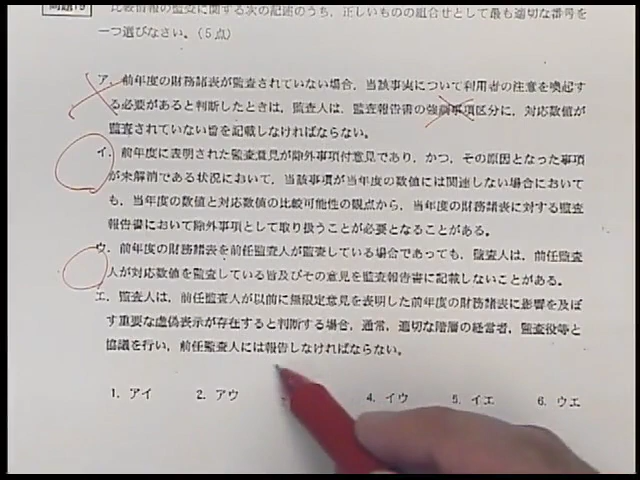 問題19 比較情報の監査に関する次の記述のうち，正しいものの組合せとして最も適切な番号を
一つ選びなさい。（５点）
ア．前年度の財務諸表が監査されていない場合，当該事実について利用者の注意を喚起す
る必要があると判断したときは，監査人は，監査報告書の強調事項区分に，対応数値が
監査されていない旨を記載しなければならない。
イ．前年度に表明された監査意見が除外事項付意見であり，かつ，その原因となった事項
が未解消である状況において，当該事項が当年度の数値には関連しない場合において
も，当年度の数値と対応数値の比較可能性の観点から，当年度の財務諸表に対する監査
報告書において除外事項として取り扱うことが必要となることがある。
ウ．前年度の財務諸表を前任監査人が監査している場合であっても，監査人は，前任監査
人が対応数値を監査している旨及びその意見を監査報告書に記載しないことがある。
エ．監査人は，前任監査人が以前に無限定意見を表明した前年度の財務諸表に影響を及ぼ
す重要な虚偽表示が存在すると判断する場合，通常，適切な階層の経営者，監査役等と
協議を行い，前任監査人には報告しなければならない。
1. アイ 2. アウ 4. イウ 5. イエ 6. ウエ